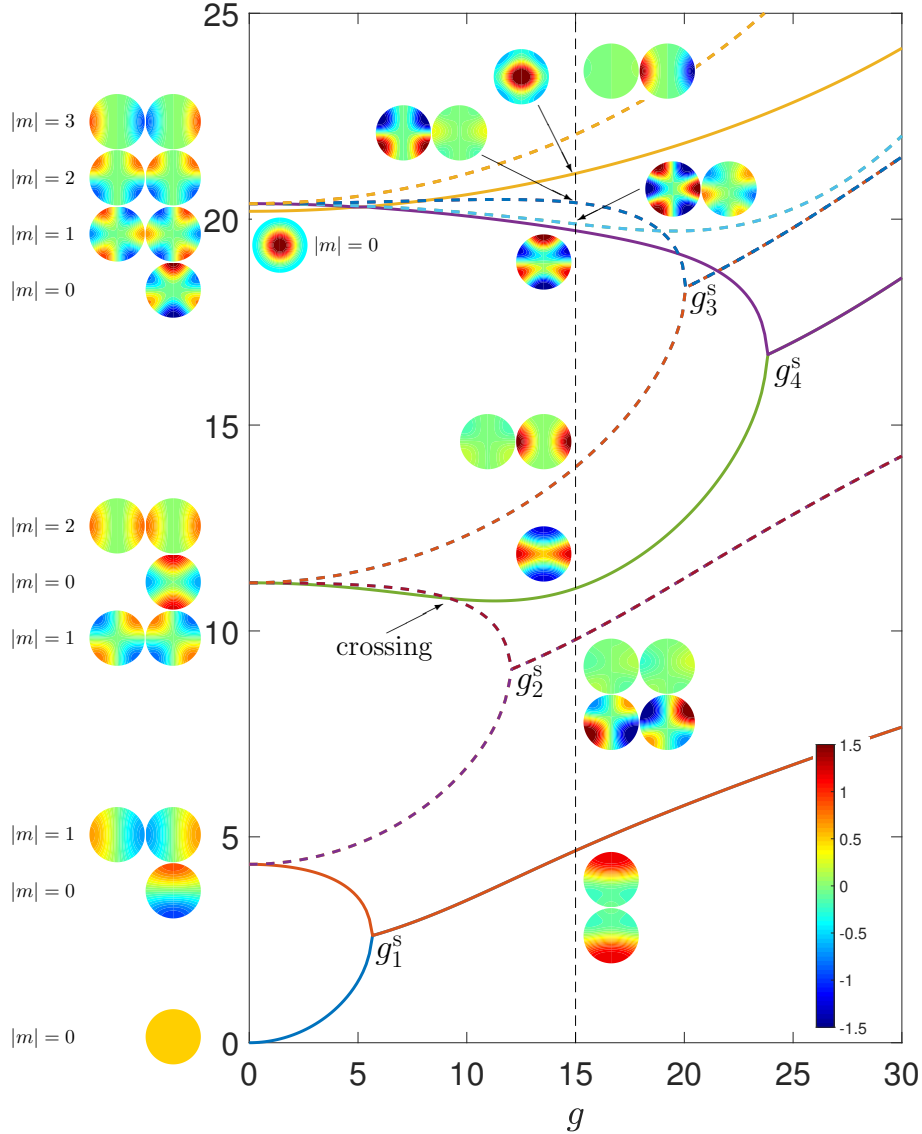 25
|m| = 3
|m| = 2
20
|m| = 1
|m| = 0
|m| = 0
g₃ˢ
g₄ˢ
15
|m| = 2
|m| = 0
10
|m| = 1
crossing
g₂ˢ
1.5
1
0.5
0
-0.5
-1
-1.5
5
|m| = 1
|m| = 0
g₁ˢ
|m| = 0
0
0 5 10 15 20 25 30
g